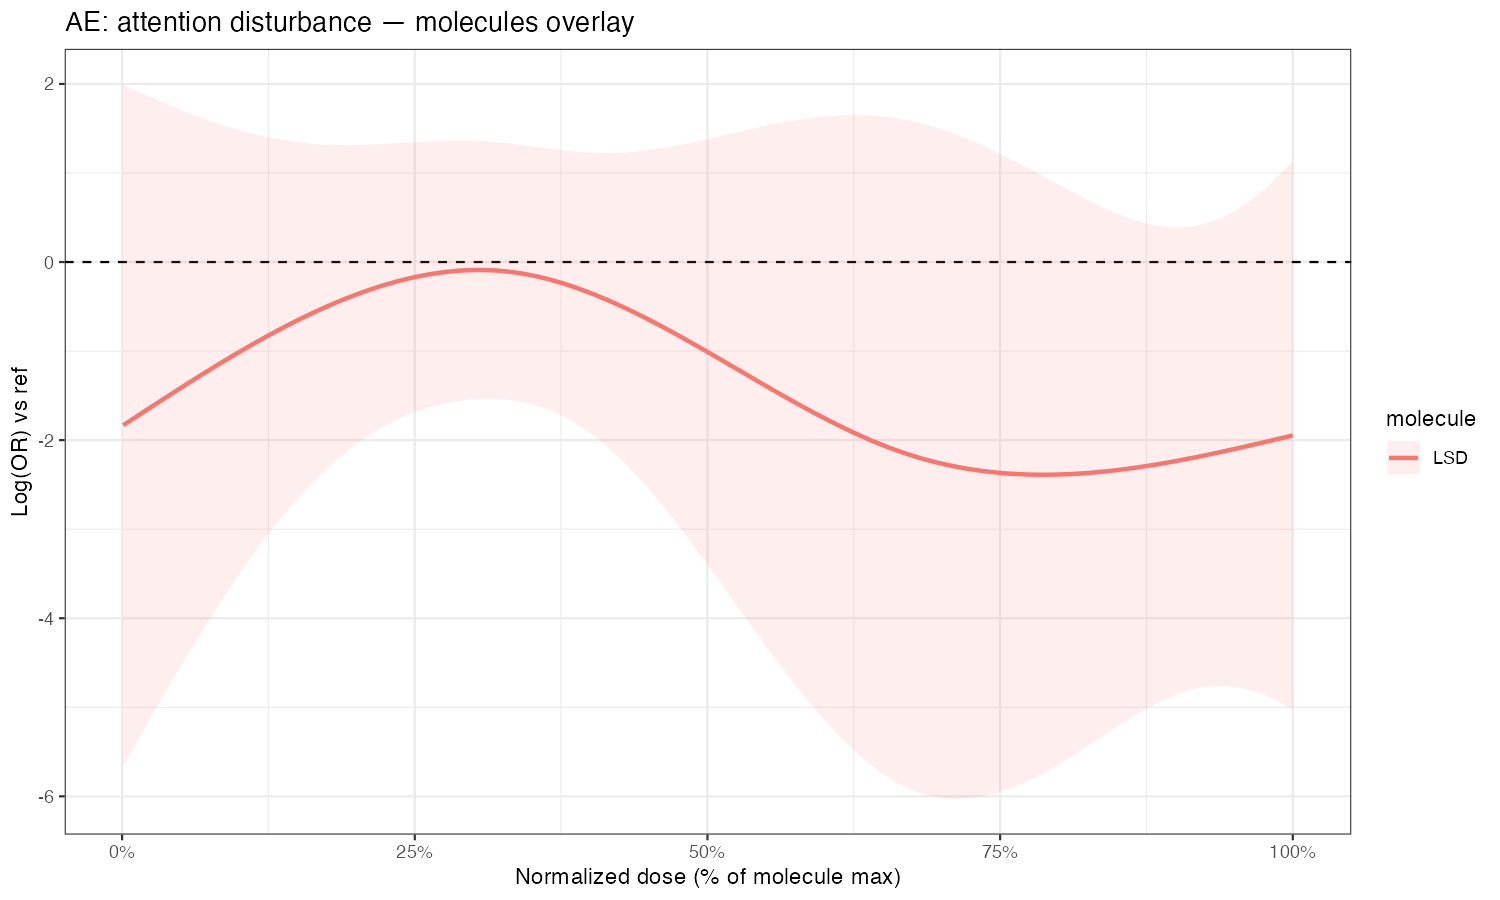 AE: attention disturbance — molecules overlay
2
0
-2
-4
-6
Log(OR) vs ref
0%
25%
50%
75%
100%
Normalized dose (% of molecule max)
molecule
LSD